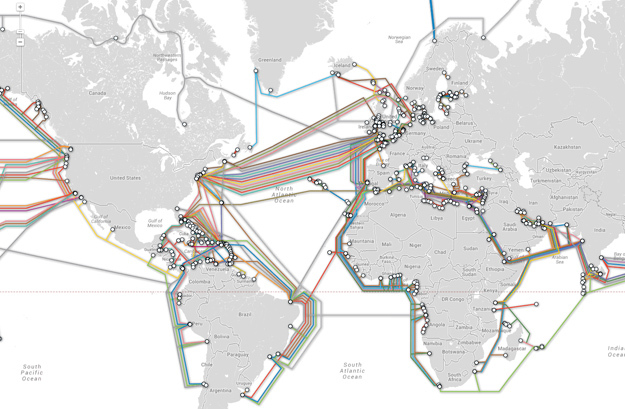 Norwegian
Sea
Greenland
Iceland
Sweden
Finland
Norway
Northwestern
Passages
Canada
Hudson
Bay
Belarus
Poland
Germany
Ukraine
Kazakhstan
France
Romania
Spain
Turkey
Uzbekistan
Turkmenistan
United States
North
Atlantic
Ocean
Afghanistan
Iran
Pakistan
Morocco
Algeria
Libya
Egypt
Saudi
Arabia
Gulf of
California
Gulf of
Mexico
Mexico
Mauritania
Mali
Niger
Chad
Sudan
Yemen
Arabian
Sea
Nigeria
South
Sudan
Ethiopia
Venezuela
Colombia
Kenya
DR Congo
Tanzania
Brazil
Peru
Angola
Zambia
Mozambique
Bolivia
Namibia
Zimbabwe
Madagascar
Botswana
Paraguay
Chile
South
Pacific
Ocean
South
Atlantic
Ocean
South
Africa
Uruguay
Argentina